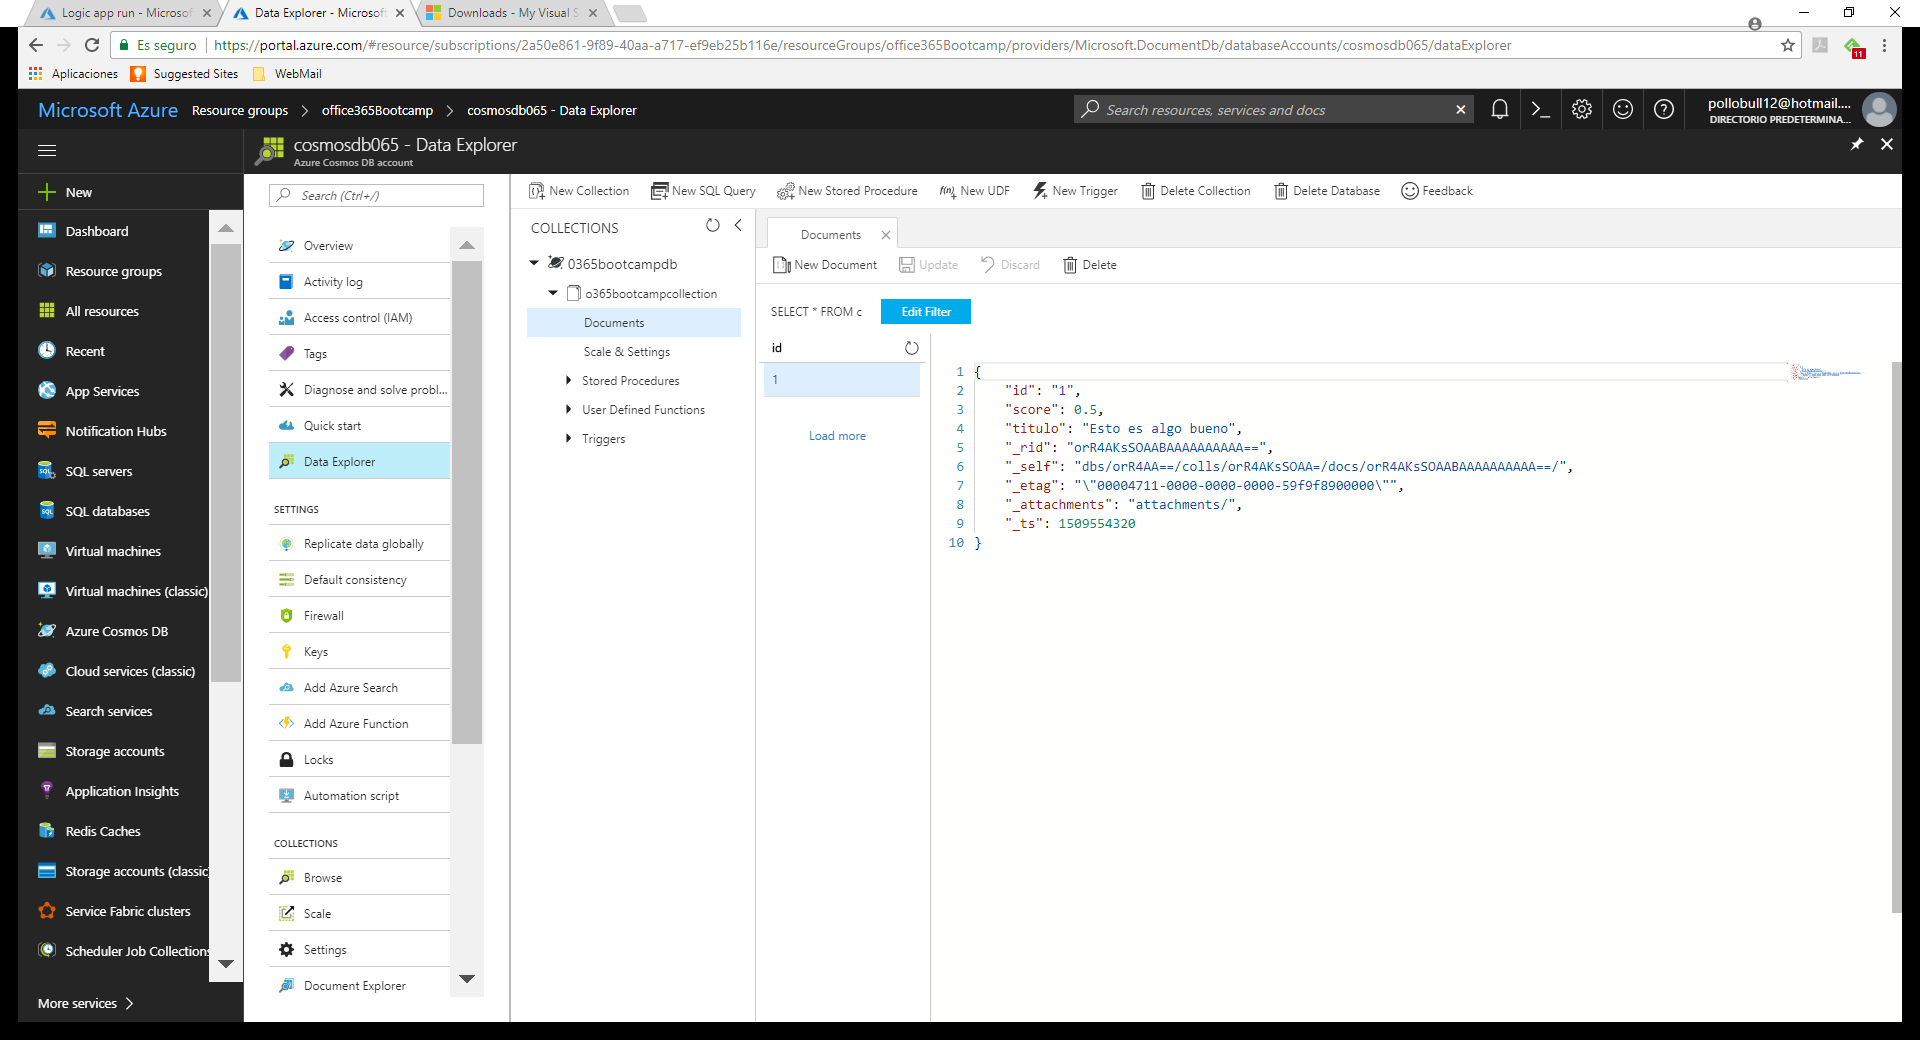 Logic app run - Microsof
Data Explorer - Microsoft
Downloads - My Visual S
Es seguro
https://portal.azure.com/#resource/subscriptions/2a50e861-9f89-40aa-a717-ef9eb25b116e/resourceGroups/office365Bootcamp/providers/Microsoft.DocumentDb/databaseAccounts/cosmosdb065/dataExplorer
11
Aplicaciones
Suggested Sites
WebMail
Microsoft Azure
Resource groups > office365Bootcamp > cosmosdb065 - Data Explorer
Search resources, services and docs
pollobull12@hotmail....
DIRECTORIO PREDETERMINA...
cosmosdb065 - Data Explorer
Azure Cosmos DB account
New
Dashboard
Resource groups
All resources
Recent
App Services
Notification Hubs
SQL servers
SQL databases
Virtual machines
Virtual machines (classic)
Azure Cosmos DB
Cloud services (classic)
Search services
Storage accounts
Application Insights
Redis Caches
Storage accounts (classic)
Service Fabric clusters
Scheduler Job Collections
More services >
Search (Ctrl+/)
Overview
Activity log
Access control (IAM)
Tags
Diagnose and solve probl...
Quick start
Data Explorer
SETTINGS
Replicate data globally
Default consistency
Firewall
Keys
Add Azure Search
Add Azure Function
Locks
Automation script
COLLECTIONS
Browse
Scale
Settings
Document Explorer
New Collection
New SQL Query
New Stored Procedure
New UDF
New Trigger
Delete Collection
Delete Database
Feedback
COLLECTIONS
0365bootcampdb
o365bootcampcollection
Documents
Scale & Settings
Stored Procedures
User Defined Functions
Triggers
Documents
New Document
Update
Discard
Delete
SELECT * FROM c
Edit Filter
id
1
Load more
1 {
2 "id": "1",
3 "score": 0.5,
4 "titulo": "Esto es algo bueno",
5 "_rid": "orR4AKsSOAABAAAAAAAAAA==",
6 "_self": "dbs/orR4AA==/colls/orR4AKsSOAA=/docs/orR4AKsSOAABAAAAAAAAAA==/",
7 "_etag": "\"00004711-0000-0000-0000-59f9f8900000\"",
8 "_attachments": "attachments/",
9 "_ts": 1509554320
10 }